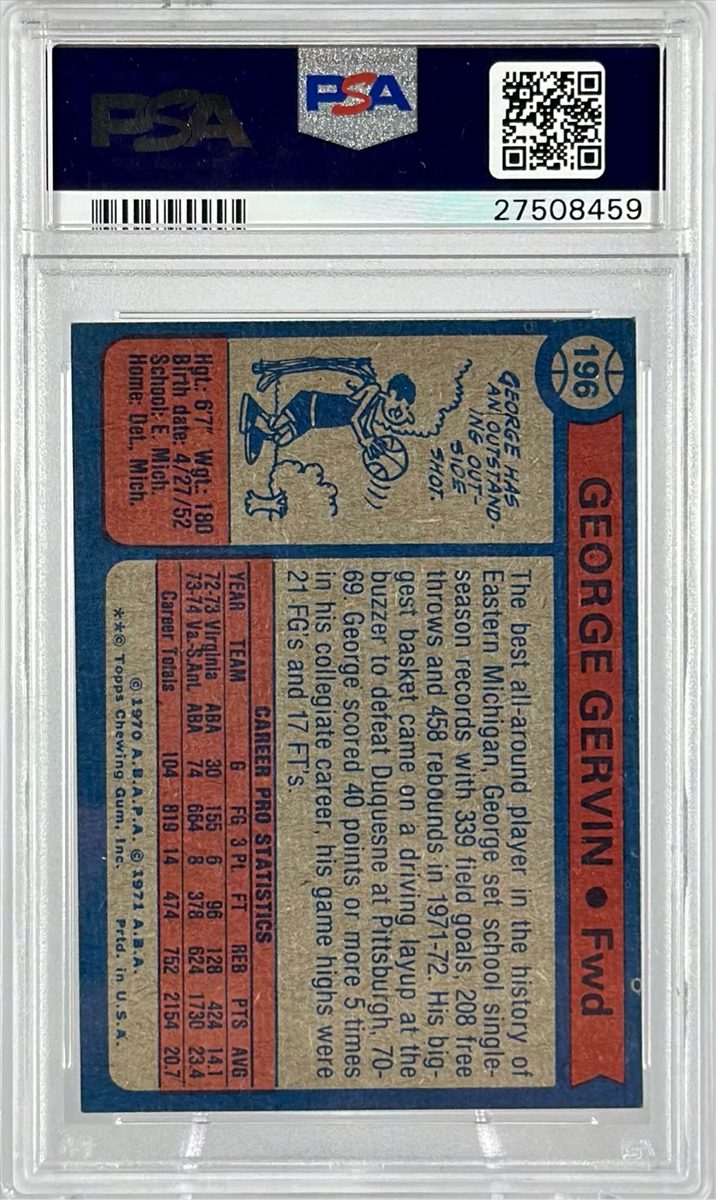 PSA
PSA
27508459
196
GEORGE GERVIN • Fwd
GEORGE HAS
AN OUTSTAND-
ING OUT-
SIDE
SHOT.
Hgt: 6'7" Wgt.: 180
Birth date: 4/27/52
School: E. Mich.
Home: Det., Mich.
The best all-around player in the history of
Eastern Michigan, George set school single-
season records with 339 field goals, 208 free
throws and 458 rebounds in 1971-72. His big-
gest basket came on a driving layup at the
buzzer to defeat Duquesne at Pittsburgh, 70-
69. George scored 40 points or more 5 times
in his collegiate career, his game highs were
21 FG's and 17 FT's.
CAREER PRO STATISTICS
YEAR TEAM G FG 3 Pt. FT REB PTS AVG
72-73 Virginia ABA 30 155 6 96 128 424 14.1
73-74 Va.-S.Ant. ABA 74 664 8 378 624 1730 23.4
Career Totals 104 819 14 474 752 2154 20.7
© 1970 A.B.A.P.A. © 1971 A.B.A.
**© Topps Chewing Gum, Inc. Prtd. in U.S.A.